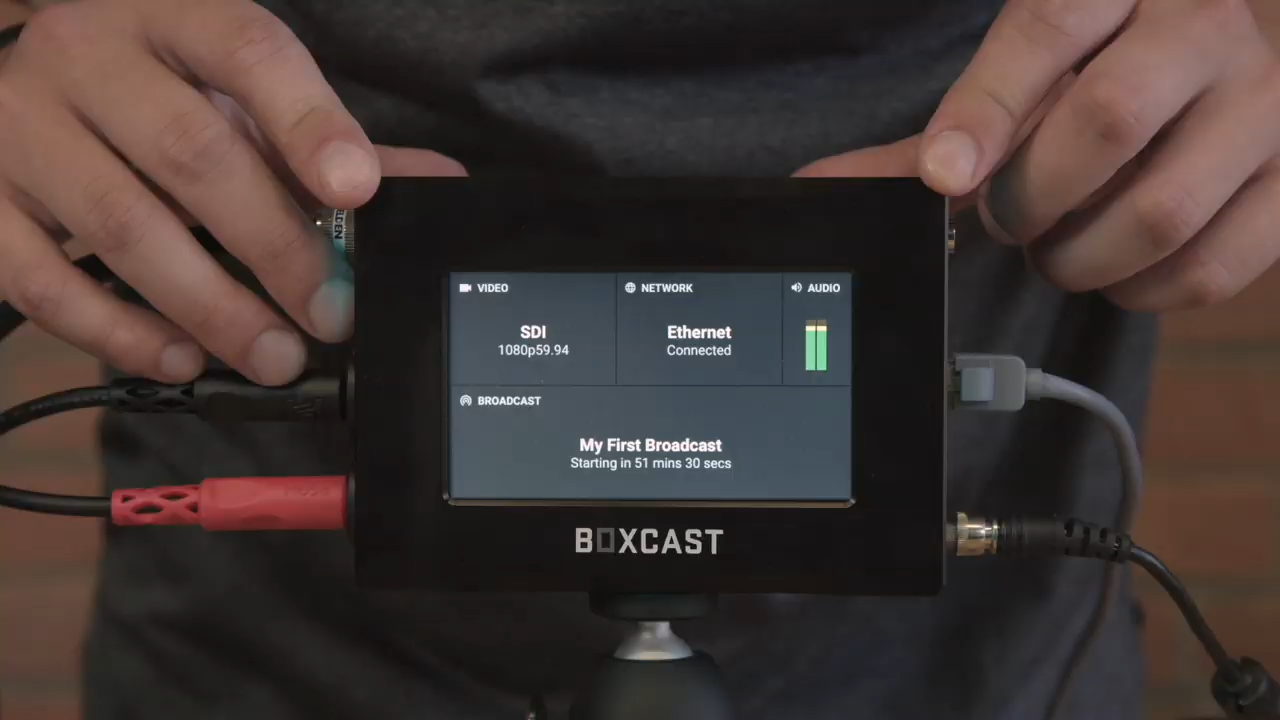 VIDEO
SDI
1080p59.94
NETWORK
Ethernet
Connected
AUDIO
BROADCAST
My First Broadcast
Starting in 51 mins 30 secs
BOXCAST